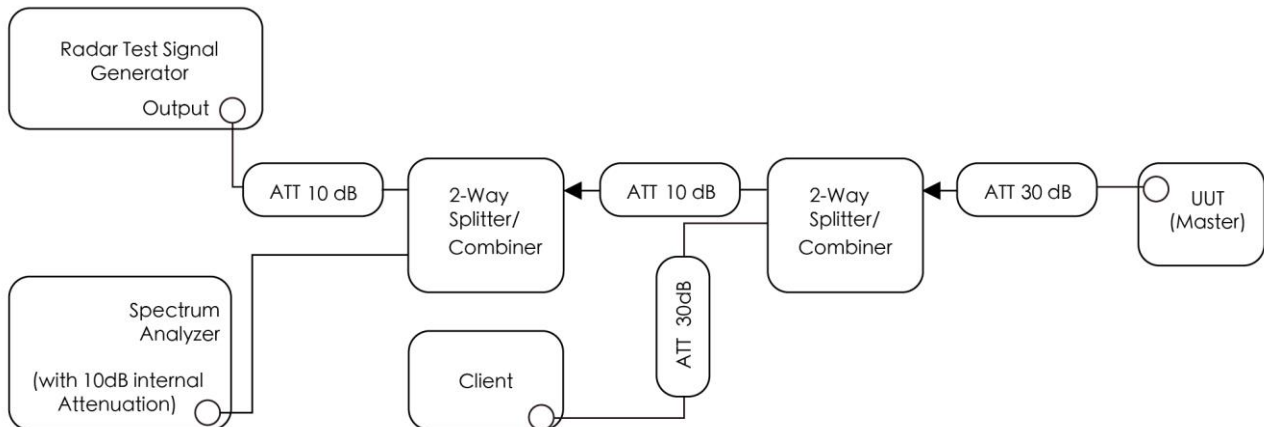 Radar Test Signal
Generator
Output
ATT 10 dB
2-Way
Splitter/
Combiner
ATT 10 dB
2-Way
Splitter/
Combiner
ATT 30 dB
UUT
(Master)
Spectrum
Analyzer
(with 10dB internal
Attenuation)
Client
ATT 30dB